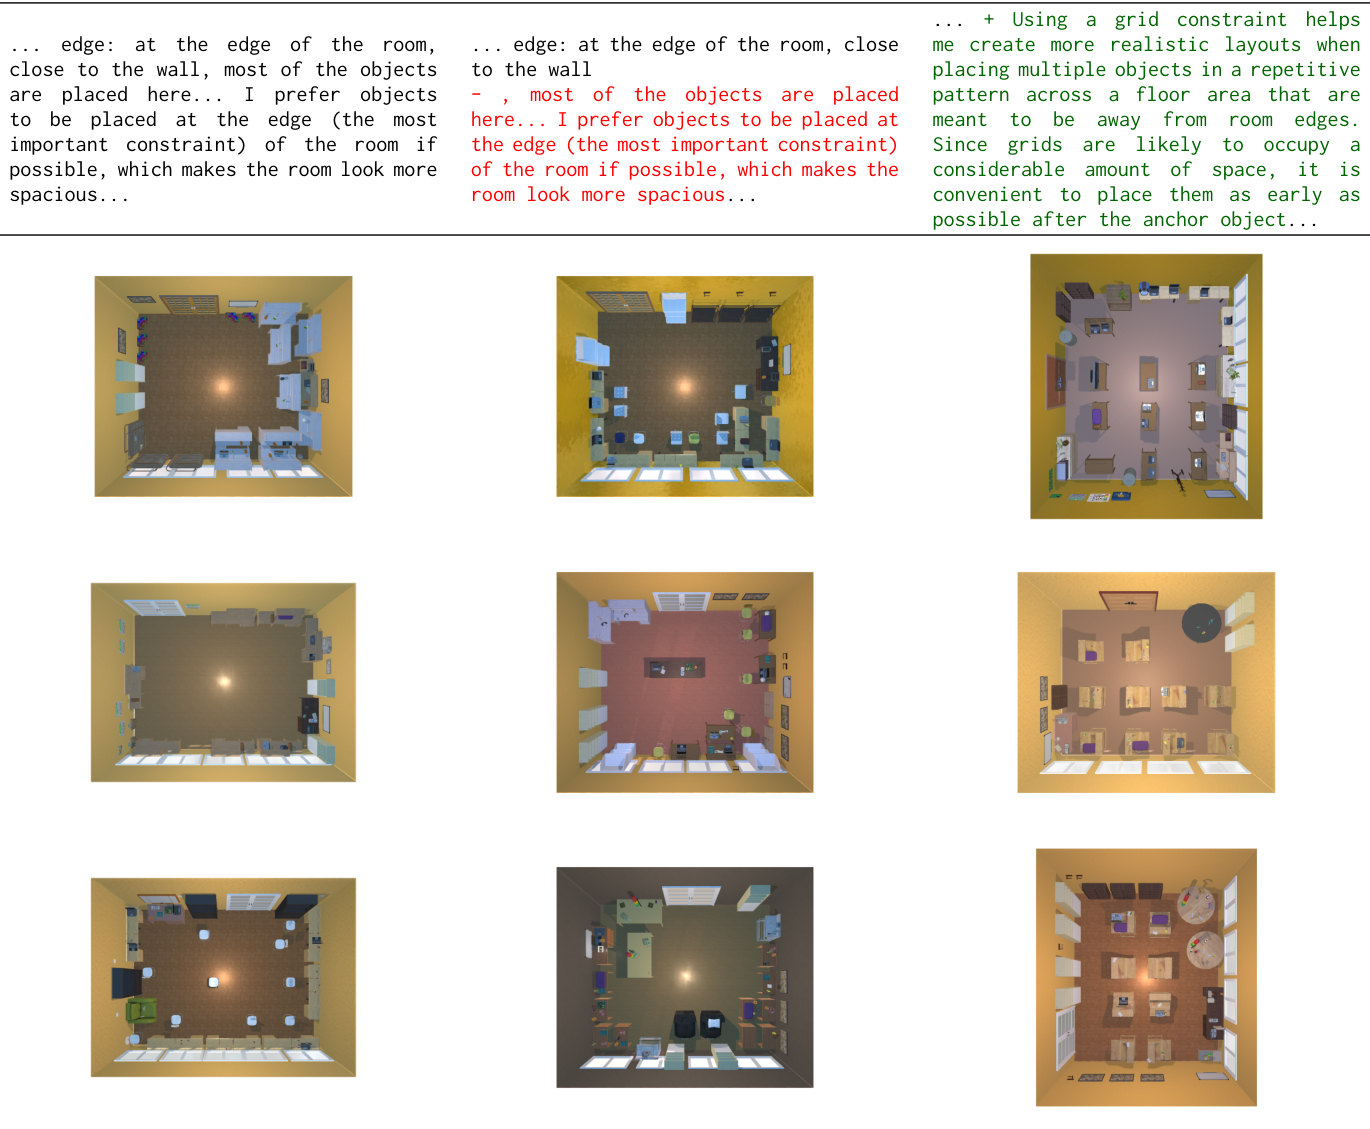 ... edge: at the edge of the room,
close to the wall, most of the objects
are placed here... I prefer objects
to be placed at the edge (the most
important constraint) of the room if
possible, which makes the room look more
spacious...
... edge: at the edge of the room, close
to the wall
– , most of the objects are placed
here... I prefer objects to be placed at
the edge (the most important constraint)
of the room if possible, which makes the
room look more spacious...
... + Using a grid constraint helps
me create more realistic layouts when
placing multiple objects in a repetitive
pattern across a floor area that are
meant to be away from room edges.
Since grids are likely to occupy a
considerable amount of space, it is
convenient to place them as early as
possible after the anchor object...